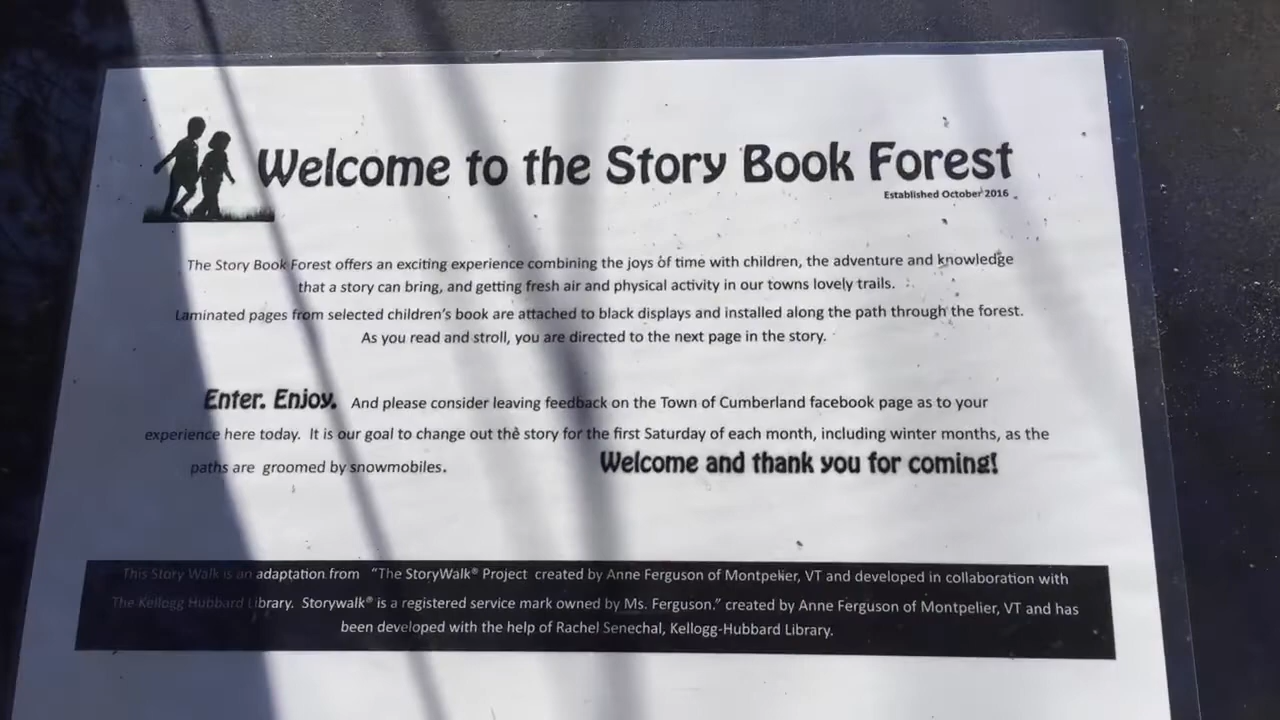 Welcome to the Story Book Forest
Established October 2016
The Story Book Forest offers an exciting experience combining the joys of time with children, the adventure and knowledge
that a story can bring, and getting fresh air and physical activity in our towns lovely trails.
Laminated pages from selected children's book are attached to black displays and installed along the path through the forest.
As you read and stroll, you are directed to the next page in the story.
Enter. Enjoy. And please consider leaving feedback on the Town of Cumberland facebook page as to your
experience here today. It is our goal to change out the story for the first Saturday of each month, including winter months, as the
paths are groomed by snowmobiles. Welcome and thank you for coming!
This Story Walk is an adaptation from "The StoryWalk® Project created by Anne Ferguson of Montpelier, VT and developed in collaboration with
The Kellogg Hubbard Library. Storywalk® is a registered service mark owned by Ms. Ferguson." created by Anne Ferguson of Montpelier, VT and has
been developed with the help of Rachel Senechal, Kellogg-Hubbard Library.